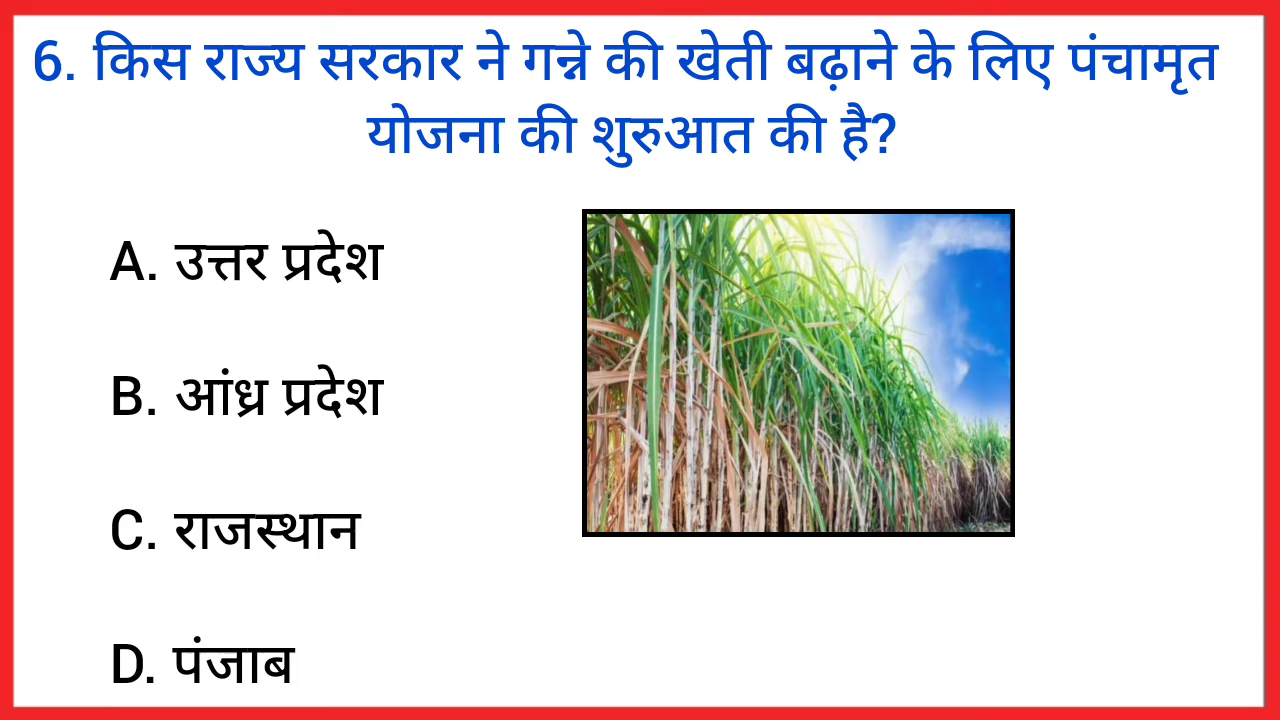 6. किस राज्य सरकार ने गन्ने की खेती बढ़ाने के लिए पंचामृत
योजना की शुरुआत की है?
A. उत्तर प्रदेश
B. आंध्र प्रदेश
C. राजस्थान
D. पंजाब